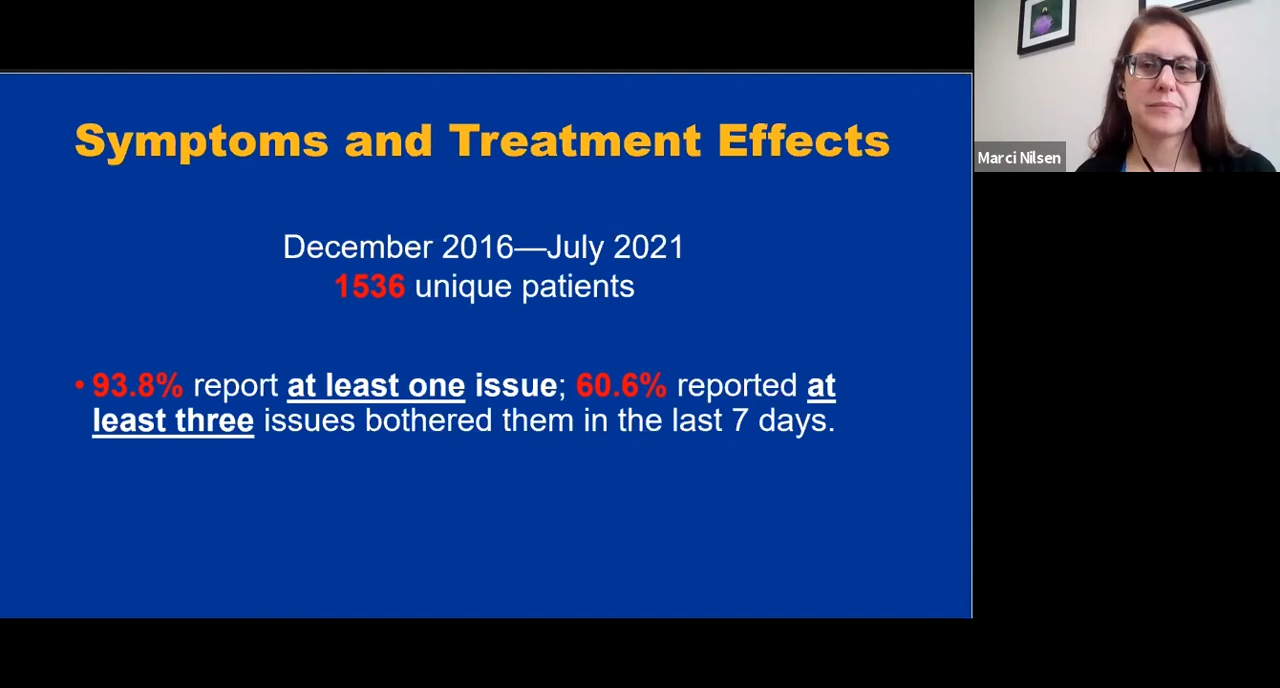 Symptoms and Treatment Effects
December 2016—July 2021
1536 unique patients
• 93.8% report at least one issue; 60.6% reported at
least three issues bothered them in the last 7 days.
Marci Nilsen